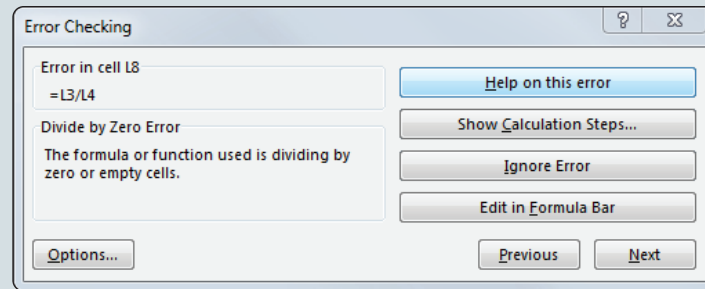 Error Checking
Error in cell L8
=L3/L4
Divide by Zero Error
The formula or function used is dividing by
zero or empty cells.
Help on this error
Show Calculation Steps...
Ignore Error
Edit in Formula Bar
Options...
Previous
Next